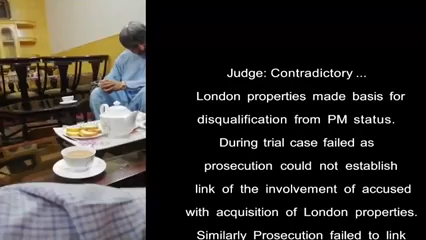 Judge: Contradictory ...
London properties made basis for
disqualification from PM status.
During trial case failed as
prosecution could not establish
link of the involvement of accused
with acquisition of London properties.
Similarly Prosecution failed to link